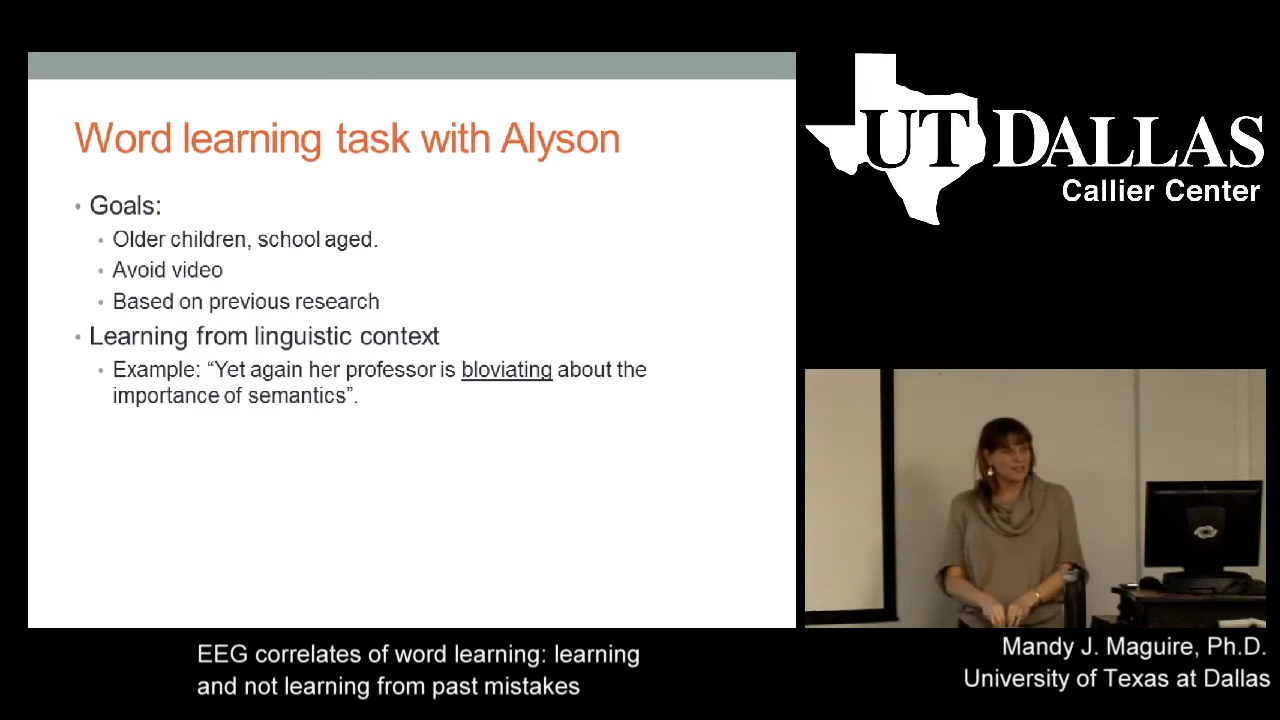 Word learning task with Alyson
• Goals:
• Older children, school aged.
• Avoid video
• Based on previous research
• Learning from linguistic context
• Example: “Yet again her professor is bloviating about the
importance of semantics”.
UT DALLAS
Callier Center
EEG correlates of word learning: learning
and not learning from past mistakes
Mandy J. Maguire, Ph.D.
University of Texas at Dallas